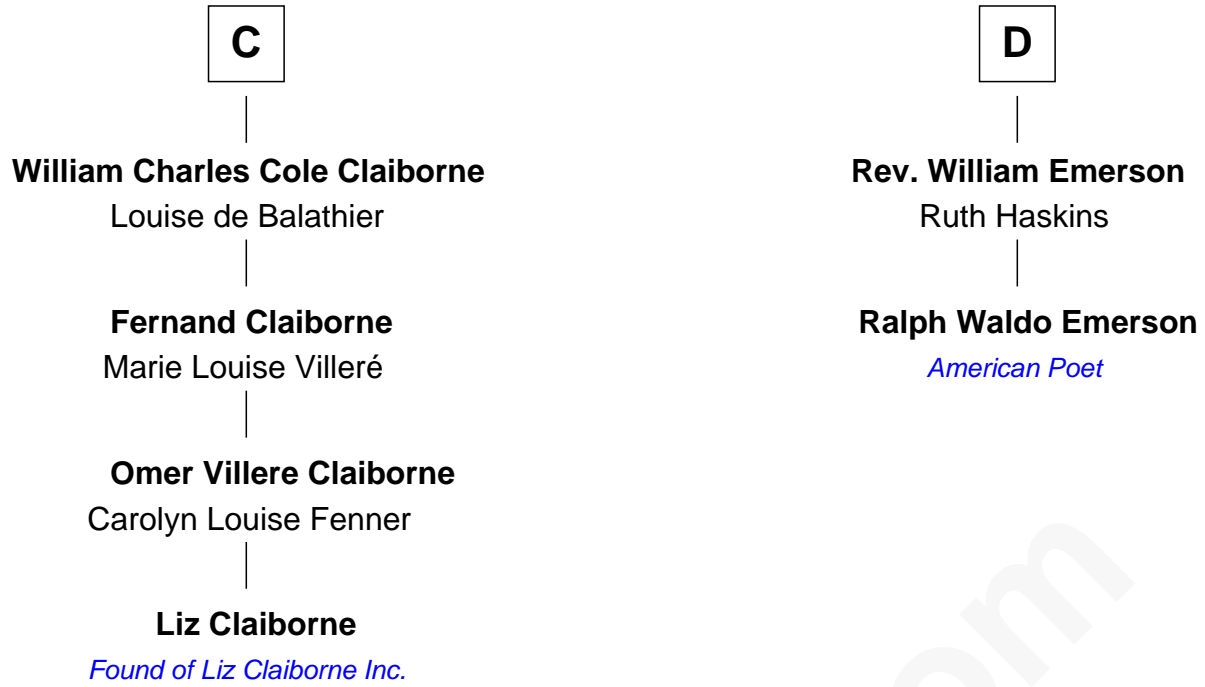 C
William Charles Cole Claiborne
Louise de Balathier
Fernand Claiborne
Marie Louise Villeré
Omer Villere Claiborne
Carolyn Louise Fenner
Liz Claiborne
Found of Liz Claiborne Inc.
D
Rev. William Emerson
Ruth Haskins
Ralph Waldo Emerson
American Poet
om